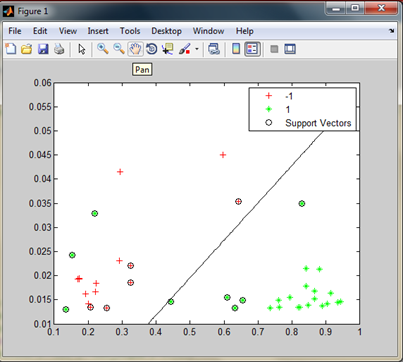 Figure 1
File Edit View Insert Tools Desktop Window Help
Pan
0.06
0.055
0.05
0.045
0.04
0.035
0.03
0.025
0.02
0.015
0.01
-1
1
Support Vectors
0.1 0.2 0.3 0.4 0.5 0.6 0.7 0.8 0.9 1